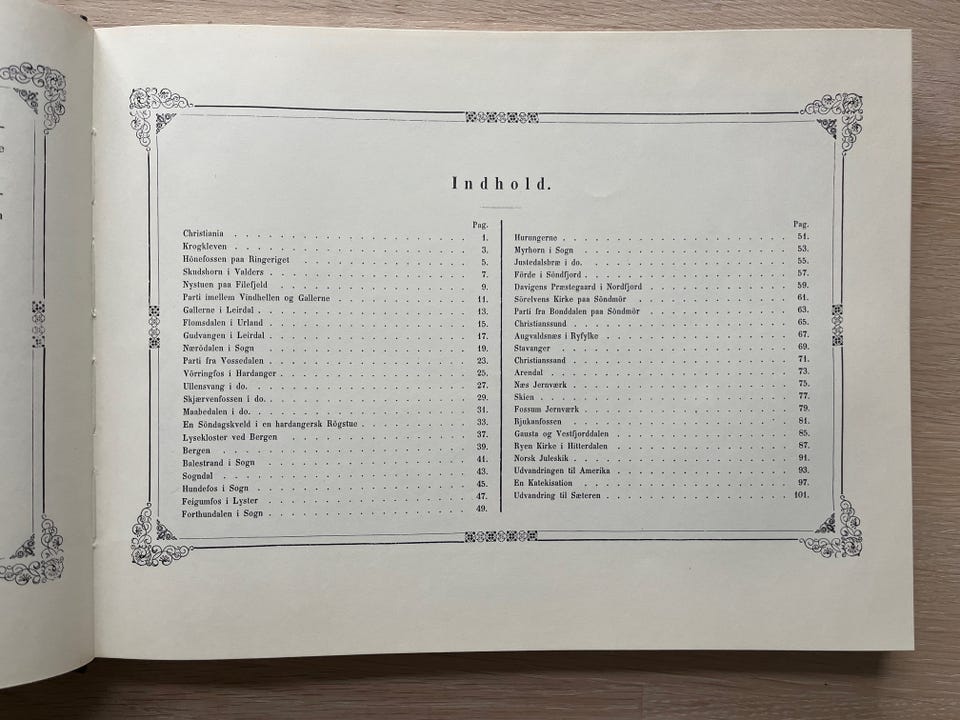 Indhold.
Pag.
Christiania 1.
Krogkleven 3.
Hönefossen paa Ringeriget 5.
Skudshorn i Valders 7.
Nystuen paa Filefjeld 9.
Parti imellem Vindhellen og Gallerne 11.
Gallerne i Leirdal 13.
Flomsdalen i Urland 15.
Gudvangen i Leirdal 17.
Nærödalen i Sogn 19.
Parti fra Vossedalen 23.
Vörringfos i Hardanger 25.
Ullensvang i do. 27.
Skjærvenfossen i do. 29.
Maabedalen i do. 31.
En Söndagskveld i en hardangersk Rögstue 33.
Lysekloster ved Bergen 37.
Bergen 39.
Balestrand i Sogn 41.
Sogndal 43.
Hundefos i Sogn 45.
Feigumfos i Lyster 47.
Forthundalen i Sogn 49.
Pag.
Hurungerne 51.
Myrhorn i Sogn 53.
Justedalsbræ i do. 55.
Förde i Söndfjord 57.
Davigens Præstegaard i Nordfjord 59.
Sörelvens Kirke paa Söndmör 61.
Parti fra Bonddalen paa Söndmör 63.
Christianssund 65.
Augvaldsnæs i Ryfylke 67.
Stavanger 69.
Christianssand 71.
Arendal 73.
Næs Jernværk 75.
Skien 77.
Fossum Jernværk 79.
Rjukanfossen 81.
Gausta og Vestfjorddalen 85.
Ryen Kirke i Hitterdalen 87.
Norsk Juleskik 91.
Udvandringen til Amerika 93.
En Katekisation 97.
Udvandring til Sæteren 101.